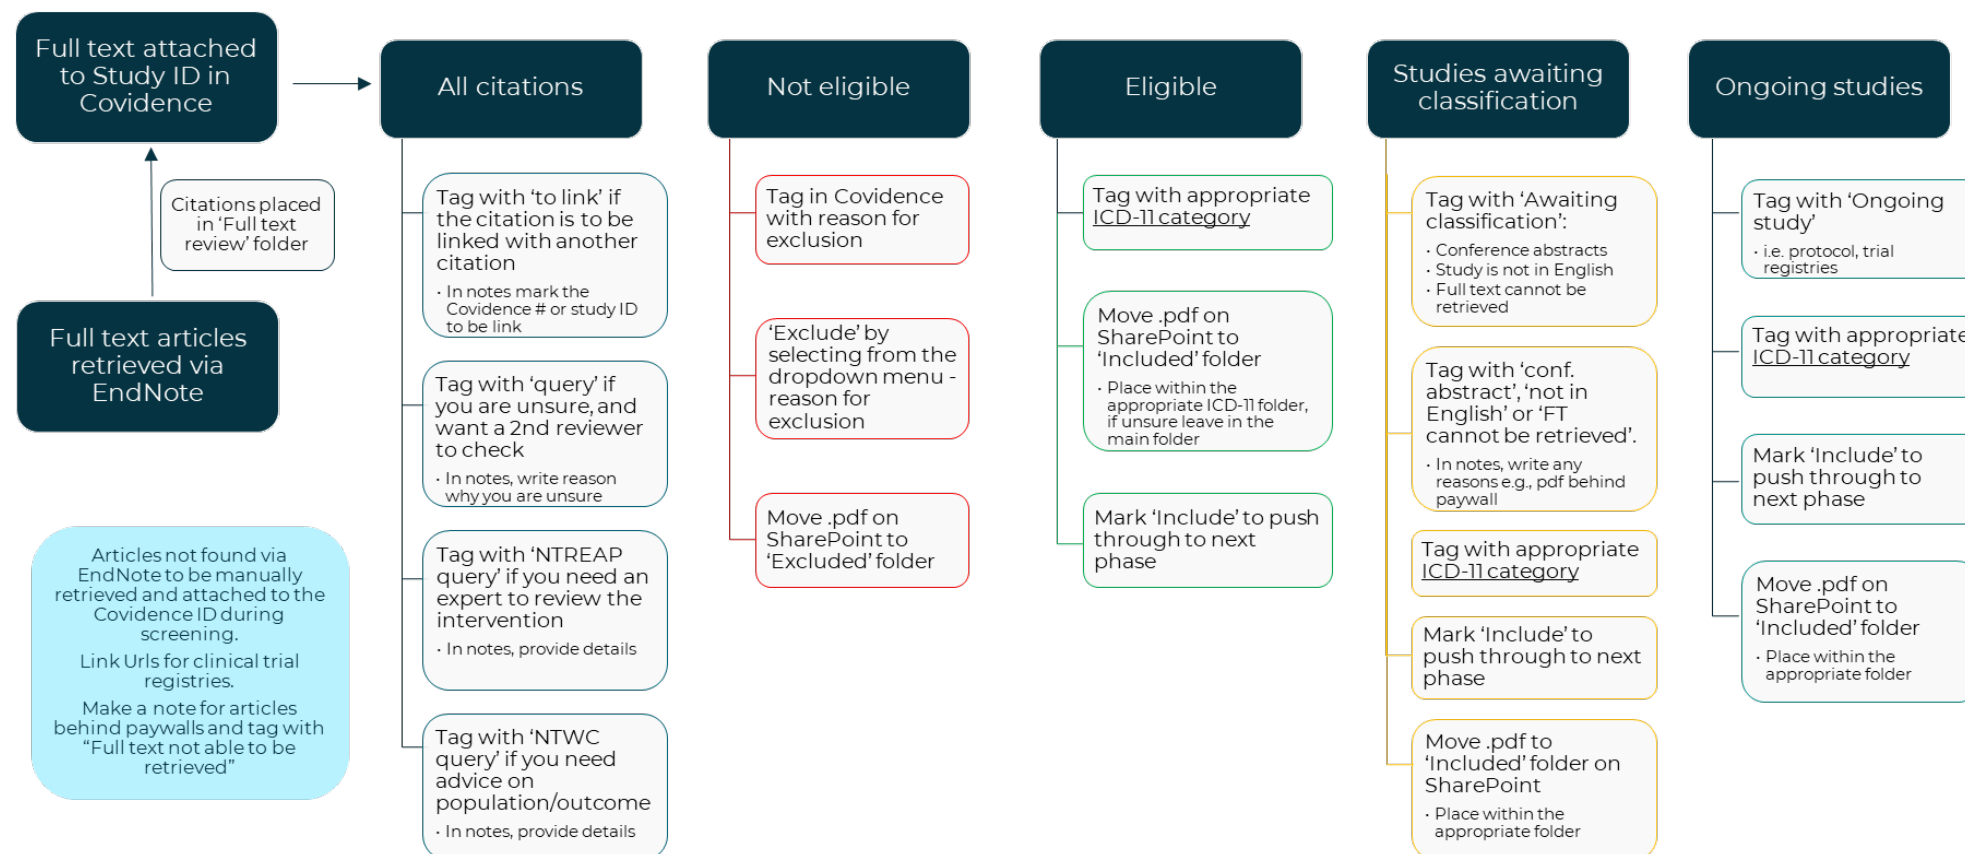 Full text attached
to Study ID in
Covidence
Citations placed
in ‘Full text
review’ folder
Full text articles
retrieved via
EndNote
Articles not found via
EndNote to be manually
retrieved and attached to the
Covidence ID during
screening.
Link Urls for clinical trial
registries.
Make a note for articles
behind paywalls and tag with
“Full text not able to be
retrieved”
All citations
Tag with ‘to link’ if
the citation is to be
linked with another
citation
• In notes mark the
Covidence # or study ID
to be link
Tag with ‘query’ if
you are unsure, and
want a 2nd reviewer
to check
• In notes, write reason
why you are unsure
Tag with ‘NTREAP
query’ if you need an
expert to review the
intervention
• In notes, provide details
Tag with ‘NTWC
query’ if you need
advice on
population/outcome
• In notes, provide details
Not eligible
Tag in Covidence
with reason for
exclusion
‘Exclude’ by
selecting from the
dropdown menu -
reason for
exclusion
Move .pdf on
SharePoint to
‘Excluded’ folder
Eligible
Tag with appropriate
ICD-11 category
Move .pdf on
SharePoint to
‘Included’ folder
• Place within the
appropriate ICD-11 folder,
if unsure leave in the
main folder
Mark ‘Include’ to push
through to next
phase
Studies awaiting
classification
Tag with ‘Awaiting
classification’:
• Conference abstracts
• Study is not in English
• Full text cannot be
retrieved
Tag with ‘conf.
abstract’, ‘not in
English’ or ‘FT
cannot be retrieved’.
• In notes, write any
reasons e.g., pdf behind
paywall
Tag with appropriate
ICD-11 category
Mark ‘Include’ to
push through to next
phase
Move .pdf to
‘Included’ folder on
SharePoint
• Place within the
appropriate folder
Ongoing studies
Tag with ‘Ongoing
study’
• i.e. protocol, trial
registries
Tag with appropriate
ICD-11 category
Mark ‘Include’ to
push through to
next phase
Move .pdf on
SharePoint to
‘Included’ folder
• Place within the
appropriate folder